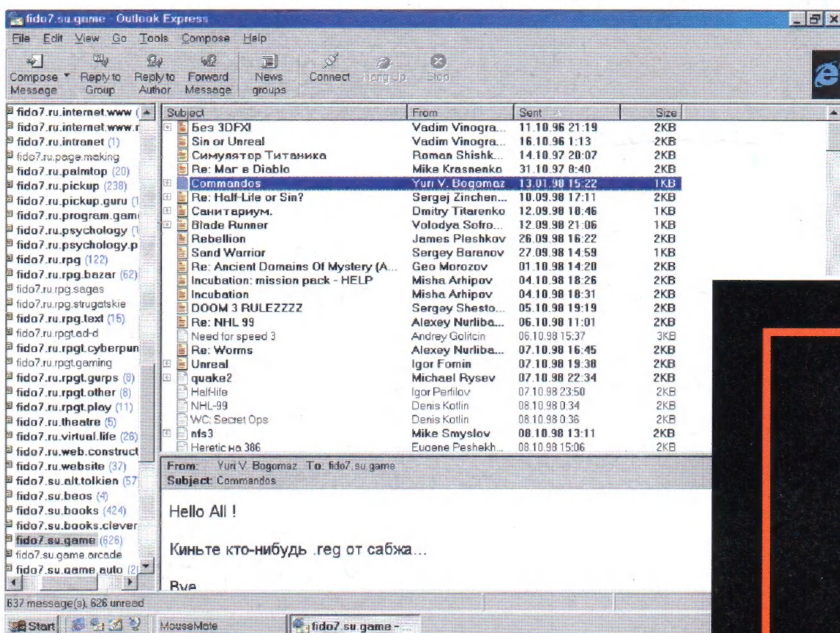 fido7.su.game - Outlook Express
File Edit View Go Tools Compose Help
Compose Message Reply to Group Reply to Author Forward Message News groups Connect Hang Up Stop
fido7.ru.internet.www (
fido7.ru.internet.www.r
fido7.ru.intranet (1)
fido7.ru.page.making
fido7.ru.palmtop (20)
fido7.ru.pickup (238)
fido7.ru.pickup.guru (1
fido7.ru.program.gam
fido7.ru.psychology (1
fido7.ru.psychology.p
fido7.ru.rpg (122)
fido7.ru.rpg.bazar (62)
fido7.ru.rpg.sagas
fido7.ru.rpg.strugatskie
fido7.ru.rpg.text (15)
fido7.ru.rpgt.ad-d
fido7.ru.rpgt.cyberpun
fido7.ru.rpgt.gaming
fido7.ru.rpgt.gurps (8)
fido7.ru.rpgt.other (8)
fido7.ru.rpgt.play (11)
fido7.ru.theatre (5)
fido7.ru.virtual.life (26)
fido7.ru.web.construct
fido7.ru.website (37)
fido7.su.alt.tolkien (57
fido7.su.beos (4)
fido7.su.books (424)
fido7.su.books.clever
fido7.su.game (626)
fido7.su.game.arcade
fido7.su.game.auto (2(
Subject From Sent Size
Без 3DFX! Vadim Vinogra... 11.10.96 21:19 2KB
Sin or Unreal Vadim Vinogra... 16.10.96 1:13 2KB
Симулятор Титаника Roman Shishk... 14.10.97 20:07 2KB
Re: Маг в Diablo Mike Krasnenko 31.10.97 8:40 2KB
Commandos Yuri V. Bogomaz 13.01.98 15:22 1KB
Re: Half-Life or Sin? Sergej Zinchen... 10.09.98 17:11 2KB
Санитариум. Dmitry Titarenko 12.09.98 18:46 1KB
Blade Runner Volodya Sofro... 12.09.98 21:06 1KB
Rebellion James Pleshkov 26.09.98 16:22 2KB
Sand Warrior Sergey Baranov 27.09.98 14:59 1KB
Re: Ancient Domains Of Mystery (A... Geo Morozov 01.10.98 14:20 2KB
Incubation: mission pack - HELP Misha Arhipov 04.10.98 18:26 2KB
Incubation Misha Arhipov 04.10.98 18:31 2KB
DOOM 3 RULEZZZZ Sergey Shesto... 05.10.98 19:19 2KB
Re: NHL 99 Alexey Nurliba... 06.10.98 11:01 2KB
Need for speed 3 Andrey Golitcin 06.10.98 15:37 3KB
Re: Worms Alexey Nurliba... 07.10.98 16:45 2KB
Unreal Igor Fomin 07.10.98 19:38 2KB
quake2 Michael Rysev 07.10.98 22:34 2KB
Half-life Igor Perfilov 07.10.98 23:50 2KB
NHL-99 Denis Kotlin 08.10.98 0:34 2KB
WC: Secret Ops Denis Kotlin 08.10.98 0:36 2KB
nfs3 Mike Smyslov 08.10.98 13:11 2KB
Heretic на 386 Eugene Peshekh... 08.10.98 15:06 2KB
From: Yuri V. Bogomaz To: fido7.su.game
Subject: Commandos
Hello All !
Киньте кто-нибудь .reg от сабжа...
Bye
637 message(s), 626 unread
Start MouseMate fido7.su.game - ...